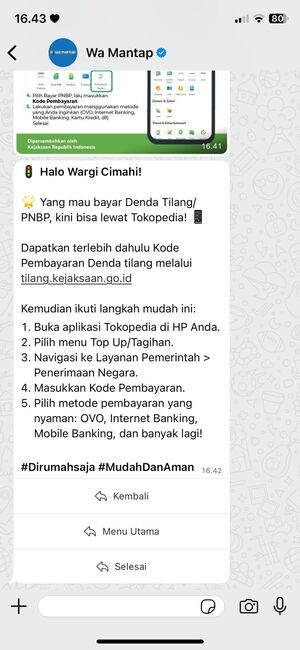 16.43
80
Wa Mantap
WA MANTAP
4. Pilih Bayar PNBP, lalu masukkan
Kode Pembayaran
5. Lakukan pembayaran menggunakan metode
yang Anda inginkan (OVO, Internet Banking,
Mobile Banking, Kartu Kredit, dll)
Selesai
Dipersembahkan oleh
Kejaksaan Republik Indonesia
16.41
Halo Wargi Cimahi!
Yang mau bayar Denda Tilang/
PNBP, kini bisa lewat Tokopedia!
Dapatkan terlebih dahulu Kode
Pembayaran Denda tilang melalui
tilang.kejaksaan.go.id
Kemudian ikuti langkah mudah ini:
1. Buka aplikasi Tokopedia di HP Anda.
2. Pilih menu Top Up/Tagihan.
3. Navigasi ke Layanan Pemerintah >
Penerimaan Negara.
4. Masukkan Kode Pembayaran.
5. Pilih metode pembayaran yang
nyaman: OVO, Internet Banking,
Mobile Banking, dan banyak lagi!
#Dirumahsaja #MudahDanAman
16.42
Kembali
Menu Utama
Selesai